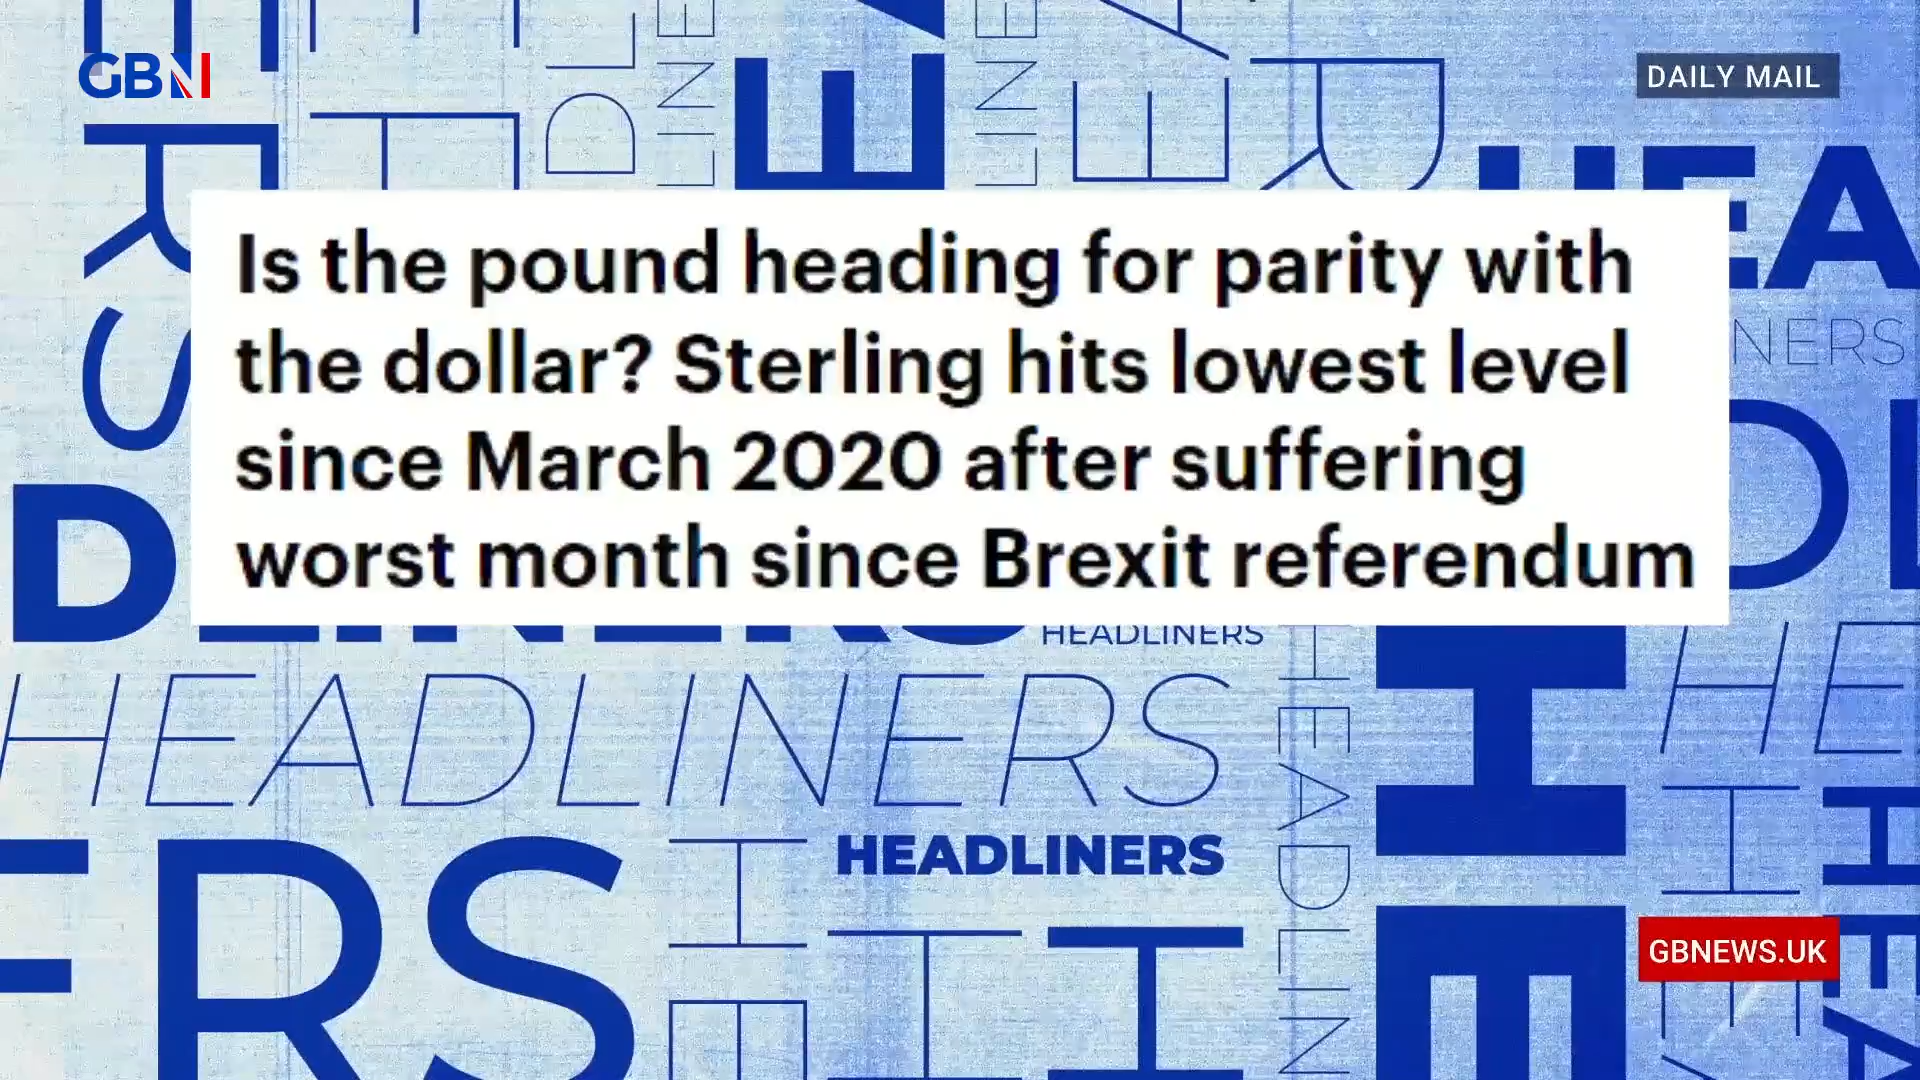 GBN
DAILY MAIL
Is the pound heading for parity with
the dollar? Sterling hits lowest level
since March 2020 after suffering
worst month since Brexit referendum
HEADLINERS
HEADLINERS
HEADLINERS
GBNEWS.UK